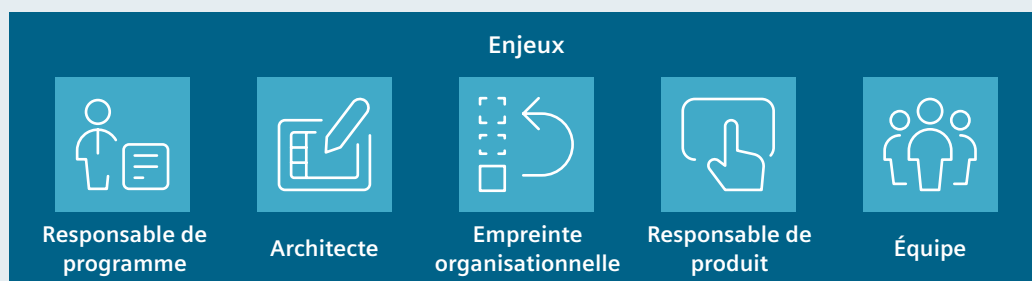 Enjeux
Responsable de
programme
Architecte
Empreinte
organisationnelle
Responsable de
produit
Équipe